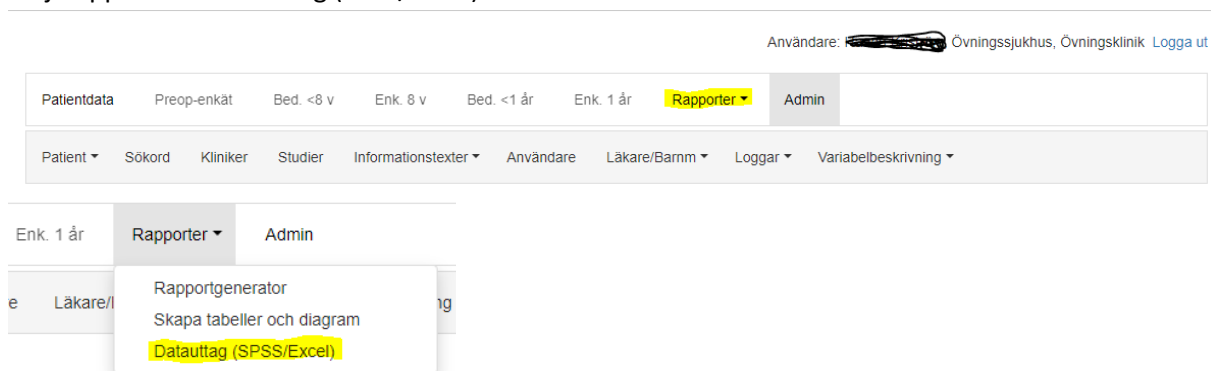 Användare: Övningssjukhus, Övningsklinik Logga ut
Patientdata Preop-enkät Bed. <8 v Enk. 8 v Bed. <1 år Enk. 1 år Rapporter Admin
Patient Sökord Kliniker Studier Informationstexter Användare Läkare/Barnm Loggar Variabelbeskrivning
Enk. 1 år Rapporter Admin
e Läkare/ ng
Rapportgenerator
Skapa tabeller och diagram
Datauttag (SPSS/Excel)